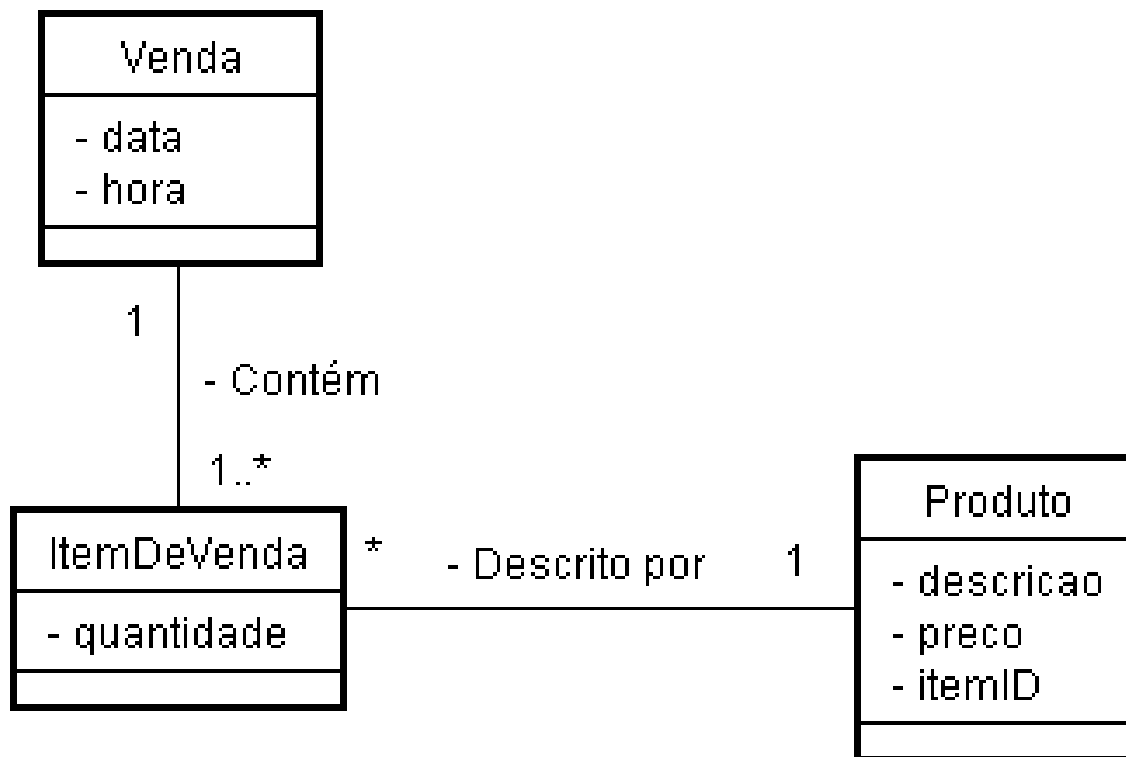 Venda
- data
- hora
1
- Contém
1..*
ItemDeVenda
- quantidade
*
- Descrito por
1
Produto
- descricao
- preco
- itemID